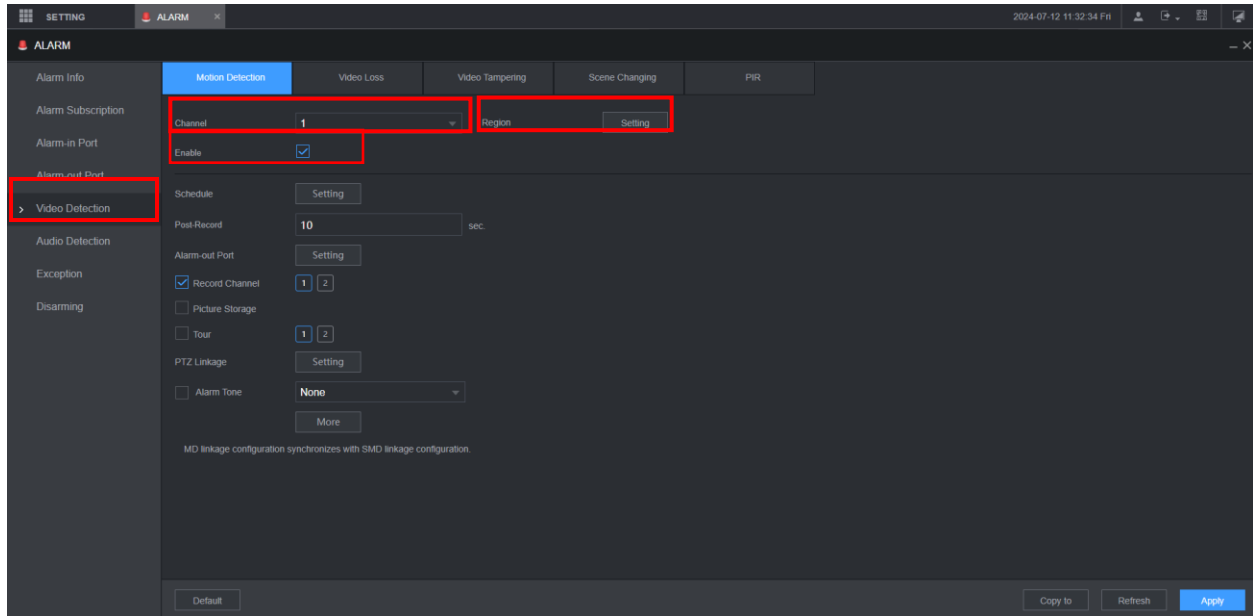 SETTING ALARM × 2024-07-12 11:32:34 Fri
ALARM
Alarm Info
Alarm Subscription
Alarm-in Port
Alarm-out Port
Video Detection
Audio Detection
Exception
Disarming
Motion Detection Video Loss Video Tampering Scene Changing PIR
Channel 1 Region Setting
Enable
Schedule Setting
Post-Record 10 sec.
Alarm-out Port Setting
Record Channel 1 2
Picture Storage
Tour 1 2
PTZ Linkage Setting
Alarm Tone None
More
MD linkage configuration synchronizes with SMD linkage configuration.
Default Copy to Refresh Apply